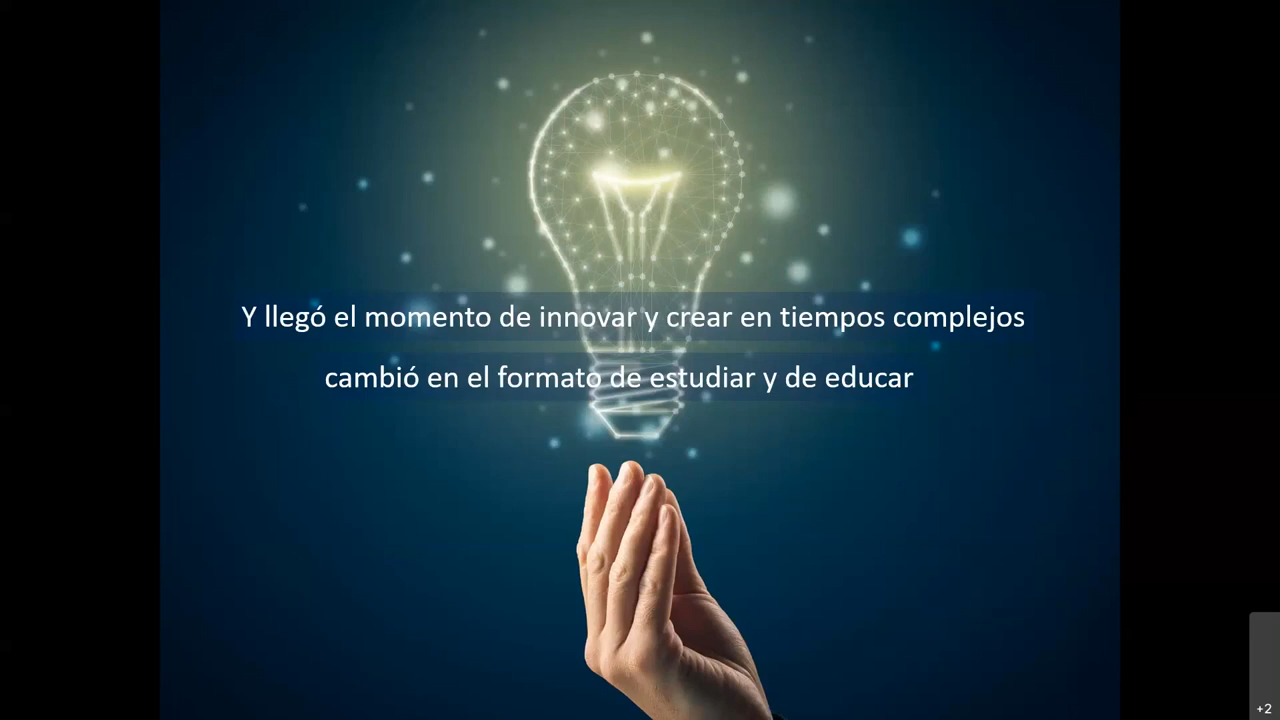 Y llegó el momento de innovar y crear en tiempos complejos
cambió en el formato de estudiar y de educar
+2